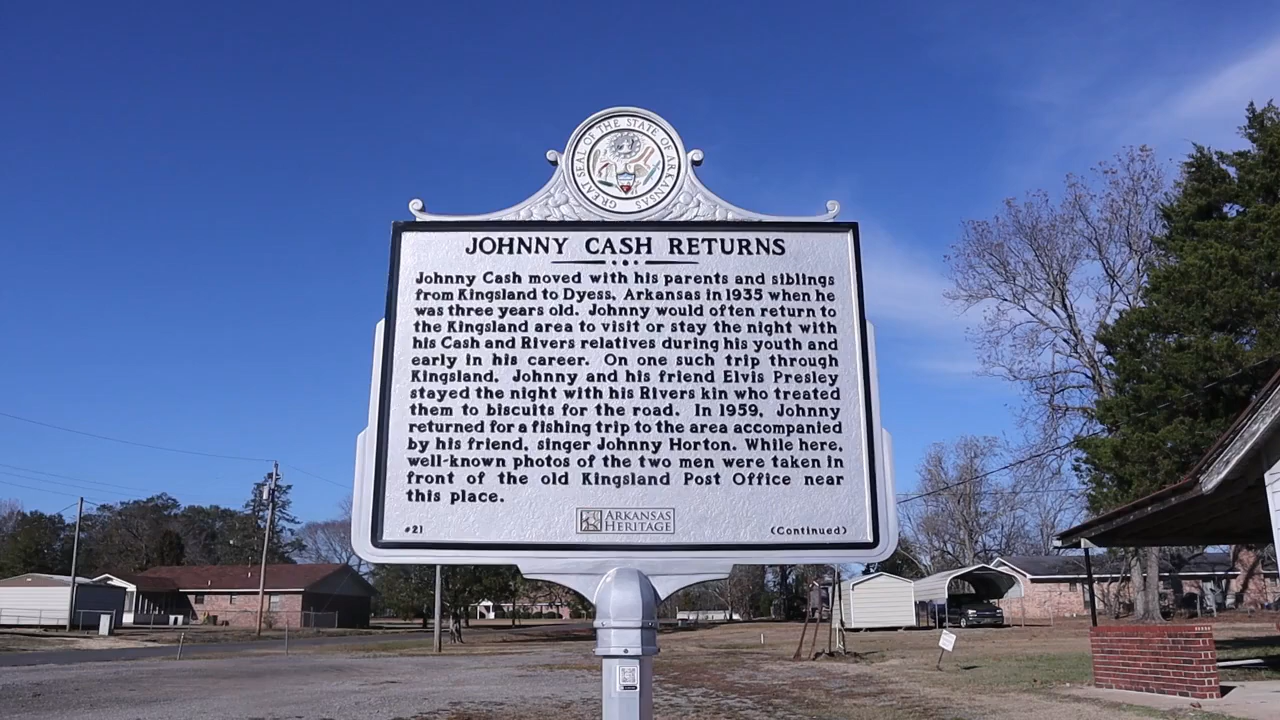 GREAT SEAL OF THE STATE OF ARKANSAS
JOHNNY CASH RETURNS
Johnny Cash moved with his parents and siblings
from Kingsland to Dyess, Arkansas in 1935 when he
was three years old. Johnny would often return to
the Kingsland area to visit or stay the night with
his Cash and Rivers relatives during his youth and
early in his career. On one such trip through
Kingsland, Johnny and his friend Elvis Presley
stayed the night with his Rivers kin who treated
them to biscuits for the road. In 1959, Johnny
returned for a fishing trip to the area accompanied
by his friend, singer Johnny Horton. While here,
well-known photos of the two men were taken in
front of the old Kingsland Post Office near
this place.
#21
ARKANSAS
HERITAGE
(Continued)